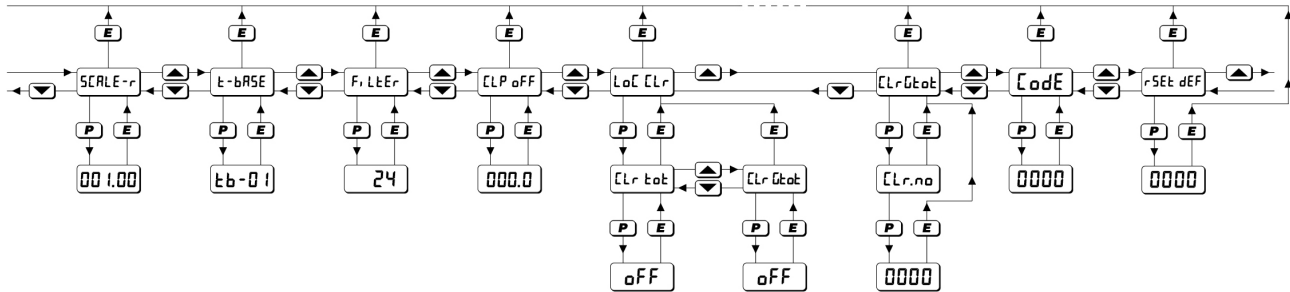 E E E E E E E
SCALE-r t-bASE FiLtEr CLP oFF LoC CLr CLrGtot CodE rSEt dEF
P E P E P E P E P E E P E P E P E
001.00 tb-01 24 000.0 CLr tot CLr Gtot CLr.no 0000 0000
P E P E P E
oFF oFF 0000